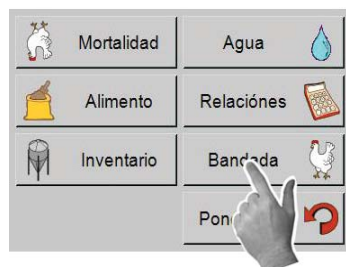 Mortalidad
Agua
Alimento
Relaciónes
Inventario
Bandada